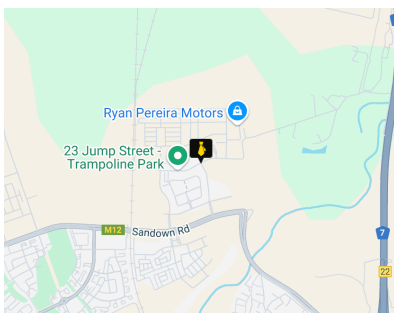 Ryan Pereira Motors
23 Jump Street -
Trampoline Park
M12
Sandown Rd
7
22